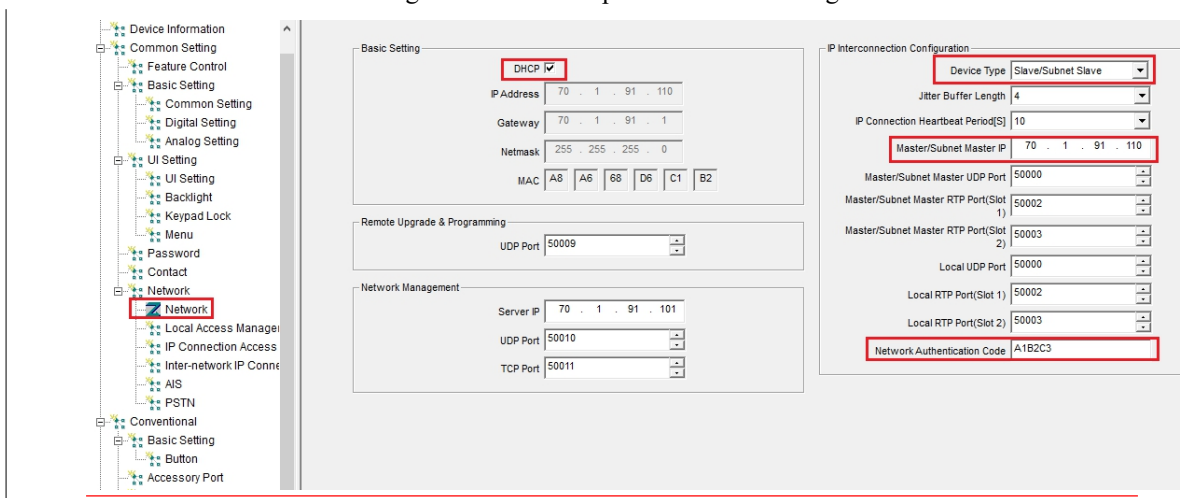 Device Information
Common Setting
Feature Control
Basic Setting
Common Setting
Digital Setting
Analog Setting
UI Setting
UI Setting
Backlight
Keypad Lock
Menu
Password
Contact
Network
Network
Local Access Manage
IP Connection Access
Inter-network IP Conne
AIS
PSTN
Conventional
Basic Setting
Button
Accessory Port
Basic Setting
DHCP
IP Address 70 . 1 . 91 . 110
Gateway 70 . 1 . 91 . 1
Netmask 255 . 255 . 255 . 0
MAC A8 A6 68 D6 C1 B2
Remote Upgrade & Programming
UDP Port 50009
Network Management
Server IP 70 . 1 . 91 . 101
UDP Port 50010
TCP Port 50011
IP Interconnection Configuration
Device Type Slave/Subnet Slave
Jitter Buffer Length 4
IP Connection Heartbeat Period[S] 10
Master/Subnet Master IP 70 . 1 . 91 . 110
Master/Subnet Master UDP Port 50000
Master/Subnet Master RTP Port(Slot
1) 50002
Master/Subnet Master RTP Port(Slot
2) 50003
Local UDP Port 50000
Local RTP Port(Slot 1) 50002
Local RTP Port(Slot 2) 50003
Network Authentication Code A1B2C3